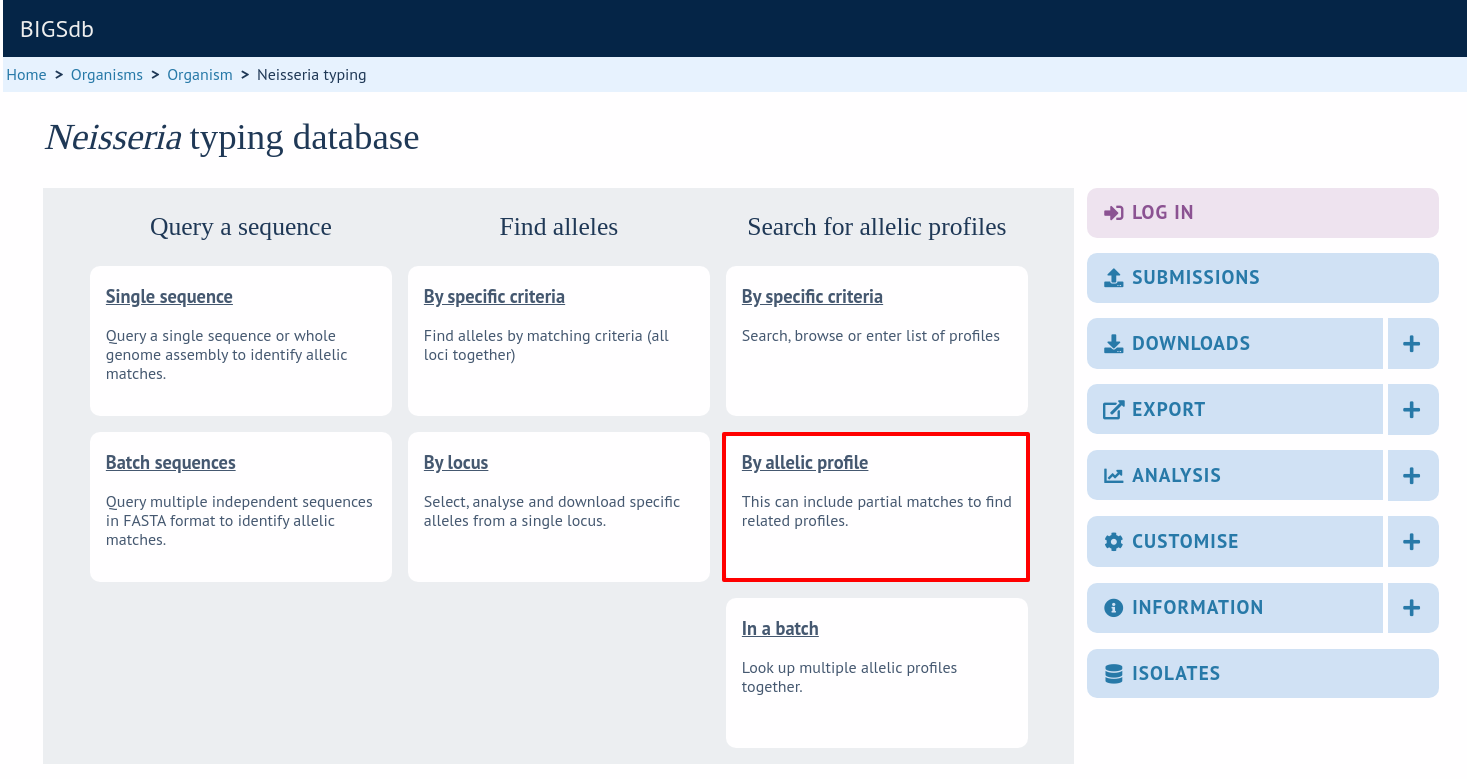 BIGSdb
Home > Organisms > Organism > Neisseria typing
Neisseria typing database
Query a sequence
Single sequence
Query a single sequence or whole
genome assembly to identify allelic
matches.
Batch sequences
Query multiple independent sequences
in FASTA format to identify allelic
matches.
Find alleles
By specific criteria
Find alleles by matching criteria (all
loci together)
By locus
Select, analyse and download specific
alleles from a single locus.
Search for allelic profiles
By specific criteria
Search, browse or enter list of profiles
By allelic profile
This can include partial matches to find
related profiles.
In a batch
Look up multiple allelic profiles
together.
LOG IN
SUBMISSIONS
DOWNLOADS
EXPORT
ANALYSIS
CUSTOMISE
INFORMATION
ISOLATES